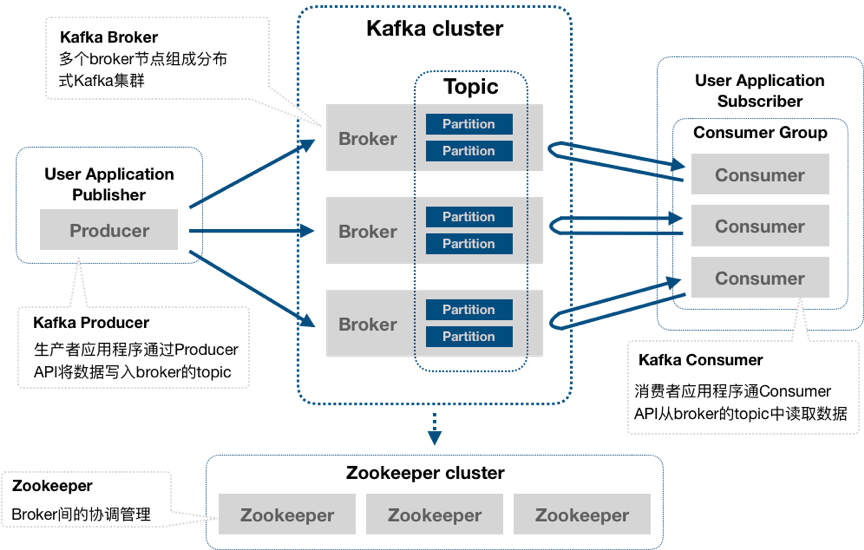 Kafka Broker
多个broker节点组成分布
式Kafka集群
Kafka cluster
Topic
Broker
Partition
Partition
Broker
Partition
Partition
Broker
Partition
Partition
User Application
Publisher
Producer
Kafka Producer
生产者应用程序通过Producer
API将数据写入broker的topic
User Application
Subscriber
Consumer Group
Consumer
Consumer
Consumer
Kafka Consumer
消费者应用程序通Consumer
API从broker的topic中读取数据
Zookeeper cluster
Zookeeper
Zookeeper
Zookeeper
Zookeeper
Broker间的协调管理